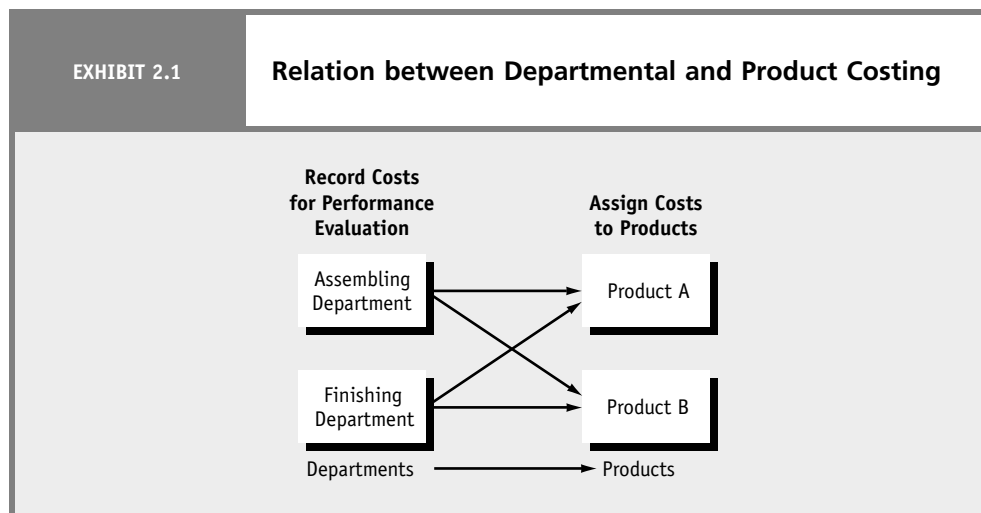 EXHIBIT 2.1
Relation between Departmental and Product Costing
Record Costs
for Performance
Evaluation
Assign Costs
to Products
Assembling
Department
Product A
Finishing
Department
Product B
Departments
Products